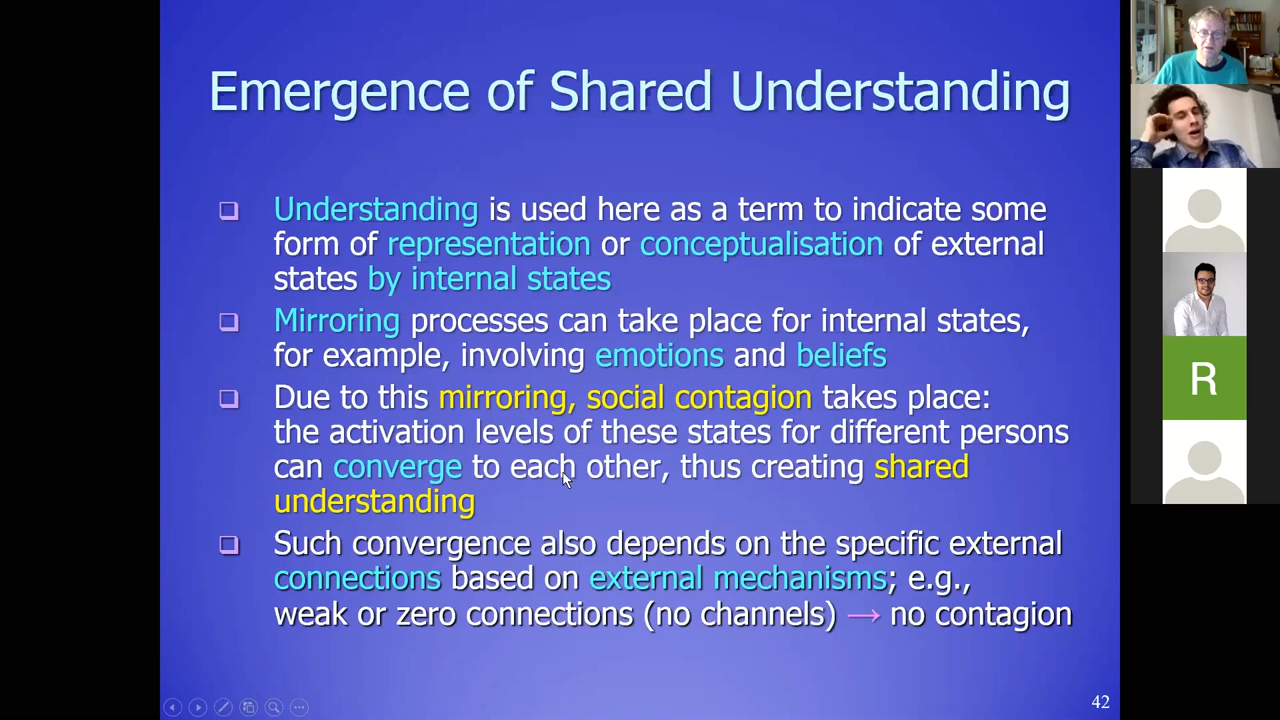 Emergence of Shared Understanding
Understanding is used here as a term to indicate some
form of representation or conceptualisation of external
states by internal states
Mirroring processes can take place for internal states,
for example, involving emotions and beliefs
Due to this mirroring, social contagion takes place:
the activation levels of these states for different persons
can converge to each other, thus creating shared
understanding
Such convergence also depends on the specific external
connections based on external mechanisms; e.g.,
weak or zero connections (no channels) → no contagion
42
R